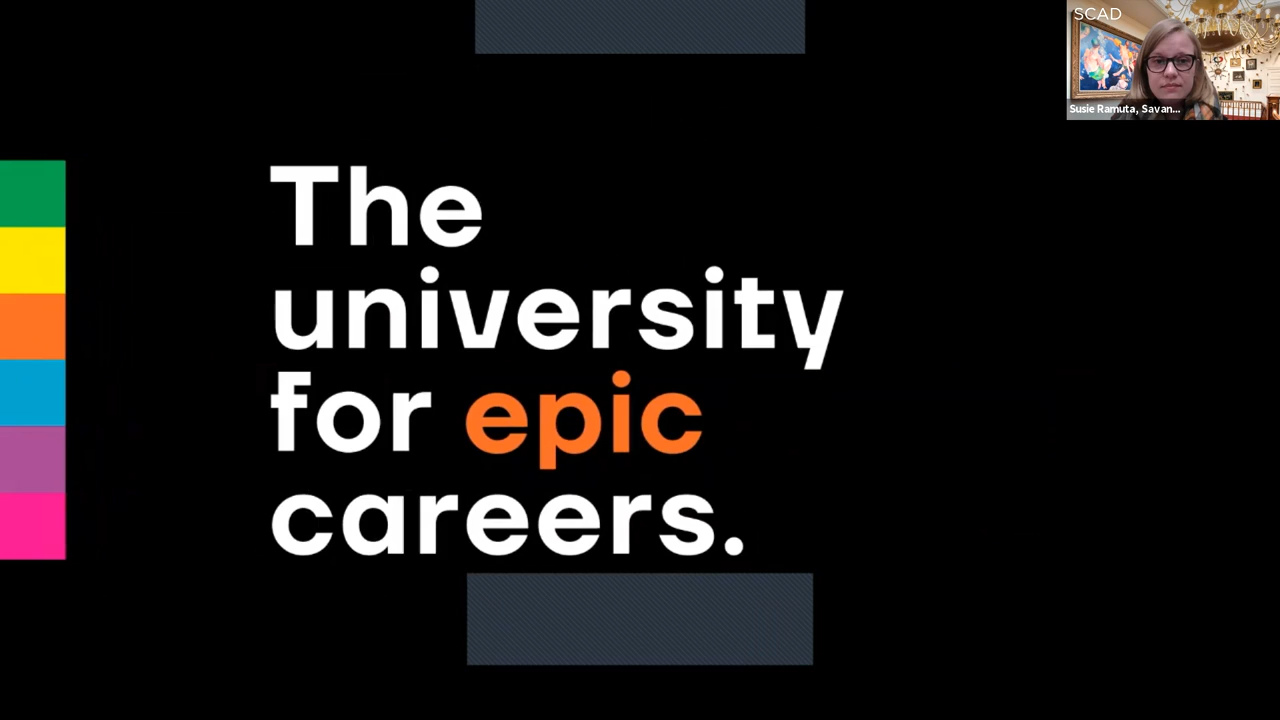 SCAD
Susie Ramuta, Savan...
The
university
for epic
careers.